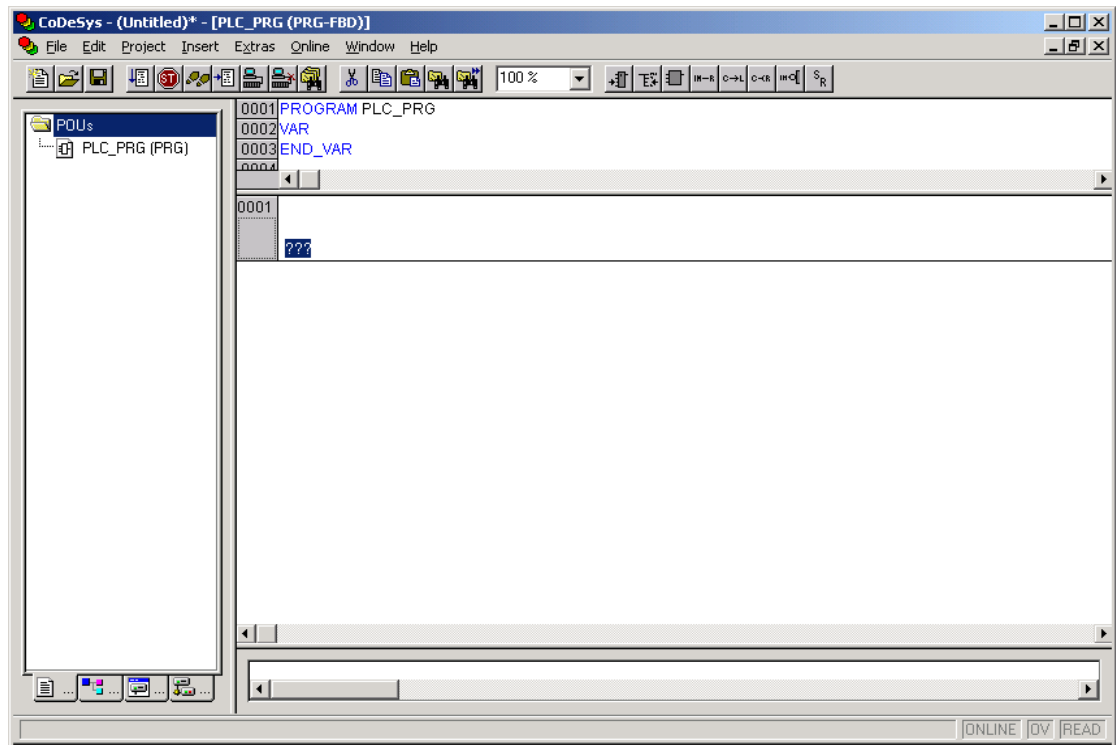 CoDeSys - (Untitled)* - [PLC_PRG (PRG-FBD)]
File Edit Project Insert Extras Online Window Help
100 %
POUs
PLC_PRG (PRG)
0001 PROGRAM PLC_PRG
0002 VAR
0003 END_VAR
0004
0001
???
... ... ... ...
ONLINE OV READ